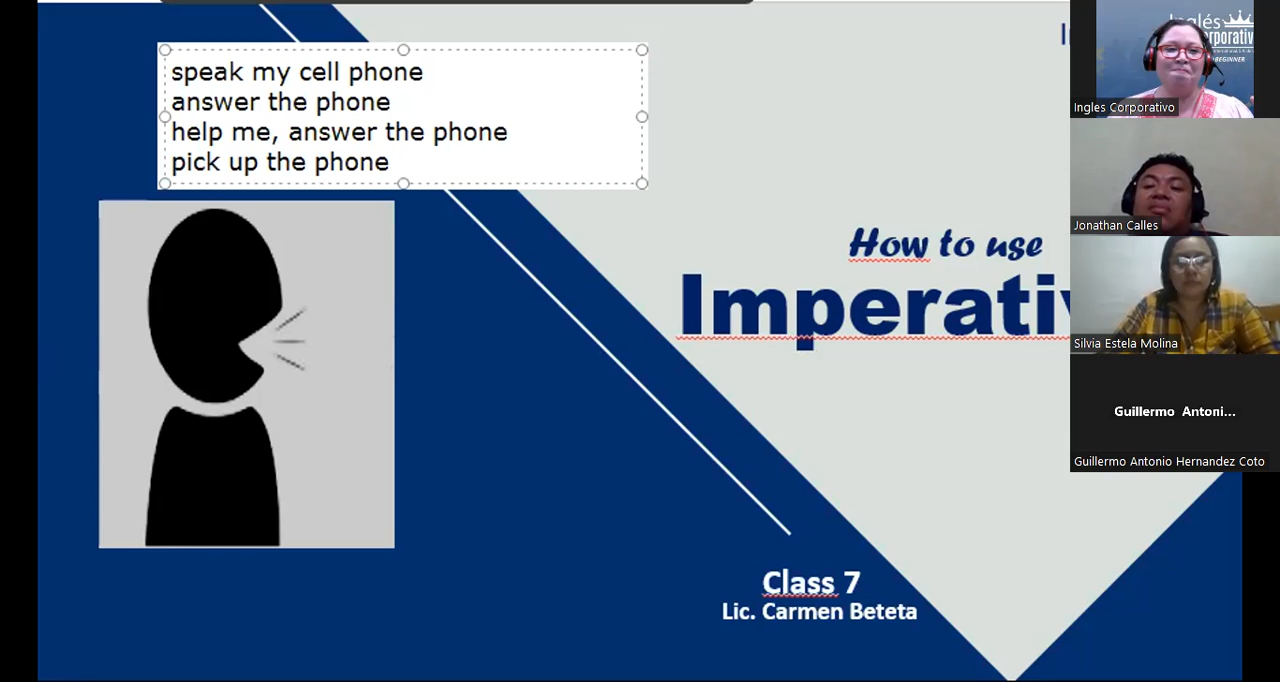 speak my cell phone
answer the phone
help me, answer the phone
pick up the phone
How to use
Imperativ
Class 7
Lic. Carmen Beteta
Inglés
BEGINNER
Ingles Corporativo
Jonathan Calles
Silvia Estela Molina
Guillermo Antoni...
Guillermo Antonio Hernandez Coto